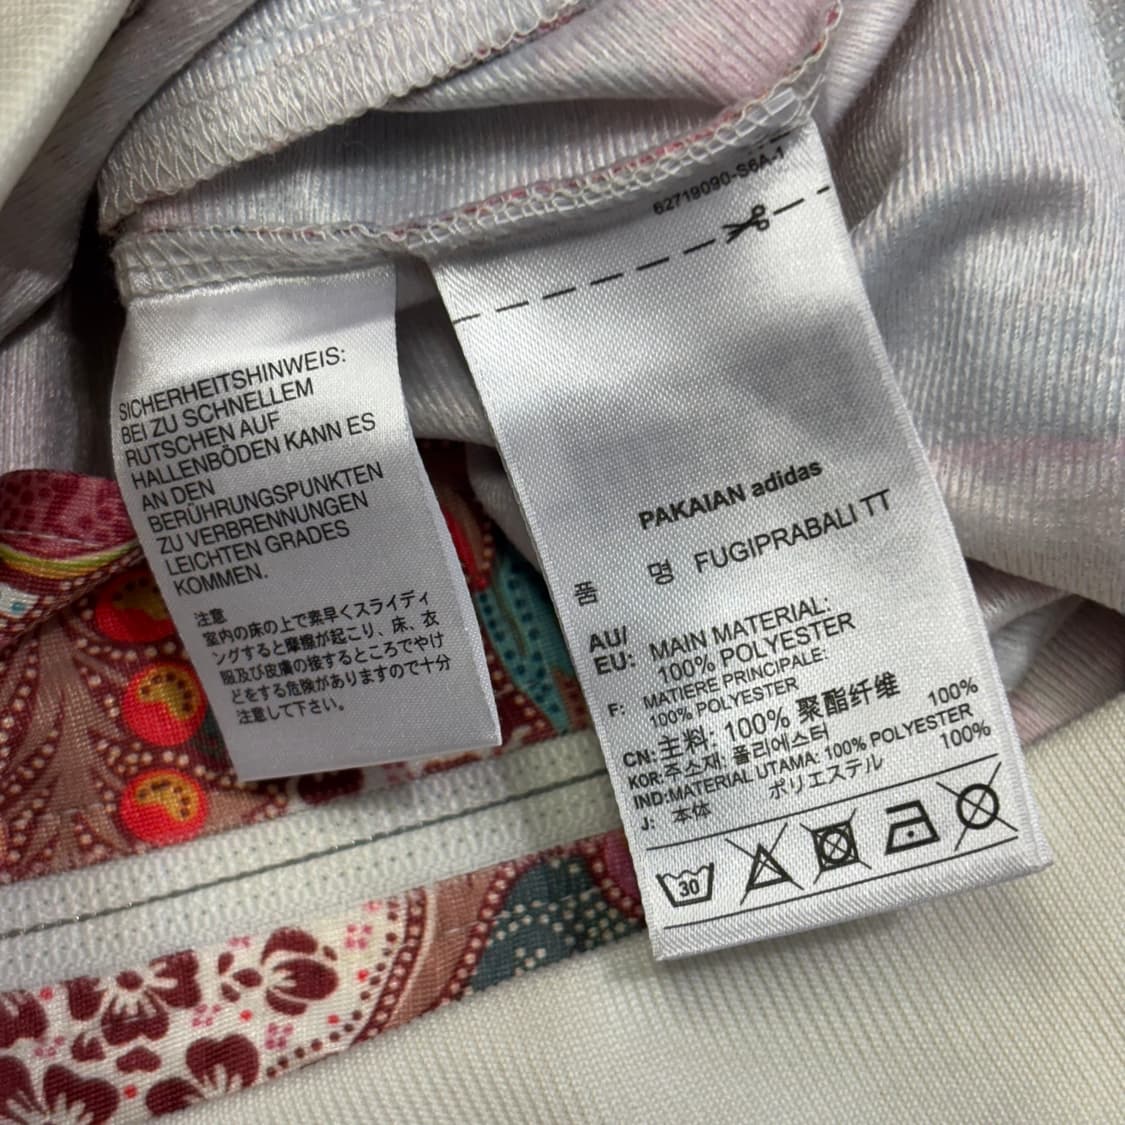 SICHERHEITSHINWEIS:
BEI ZU SCHNELLEM
RUTSCHEN AUF
HALLENBÖDEN KANN ES
AN DEN
BERÜHRUNGSPUNKTEN
ZU VERBRENNUNGEN
LEICHTEN GRADES
KOMMEN.
注意
室内の床の上で素早くスライディ
ングすると摩擦が起こり、床、衣
服及び皮膚の接するところでやけ
どをする危険がありますので十分
注意して下さい。
62719090-S6A-1
PAKAIAN adidas
품 명 FUGIPRABALI TT
AU/
EU: MAIN MATERIAL:
100% POLYESTER
F: MATIERE PRINCIPALE:
100% POLYESTER
CN: 主料: 100% 聚酯纤维
KOR: 주소재: 폴리에스터 100%
IND:MATERIAL UTAMA: 100% POLYESTER
J: 本体 ポリエステル 100%
30